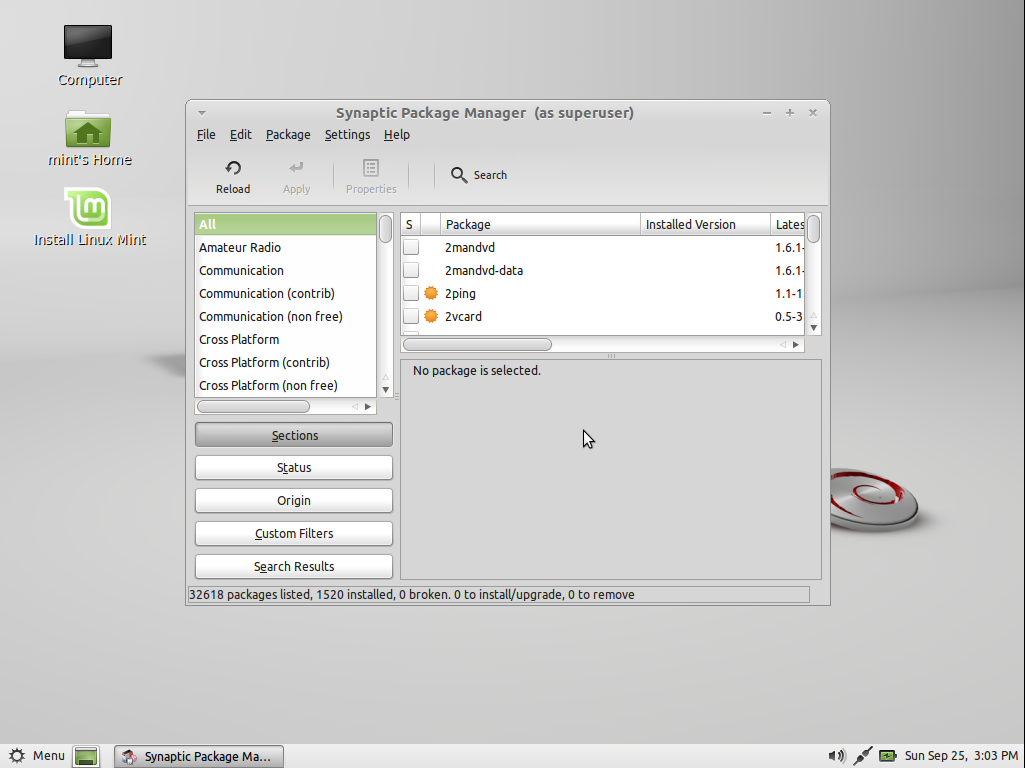 Computer
mint's Home
Install Linux Mint
Synaptic Package Manager (as superuser)
File Edit Package Settings Help
Reload Apply Properties Search
All
Amateur Radio
Communication
Communication (contrib)
Communication (non free)
Cross Platform
Cross Platform (contrib)
Cross Platform (non free)
Sections
Status
Origin
Custom Filters
Search Results
S Package Installed Version Lates
2mandvd 1.6.1-
2mandvd-data 1.6.1-
2ping 1.1-1
2vcard 0.5-3
No package is selected.
32618 packages listed, 1520 installed, 0 broken. 0 to install/upgrade, 0 to remove
Menu Synaptic Package Ma... Sun Sep 25, 3:03 PM